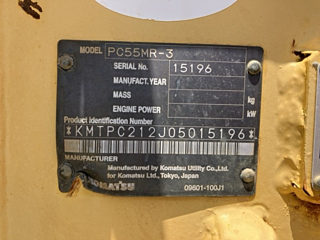 MODEL PC55MR-3
SERIAL No. 15196
MANUFACT.YEAR
MASS kg
ENGINE POWER kW
Product Identification Number
*KMTPC212J05015196*
MANUFACTURER
Manufactured by Komatsu Utility Co.,Ltd.
for Komatsu Ltd., Tokyo, Japan
KOMATSU 09601-100J1